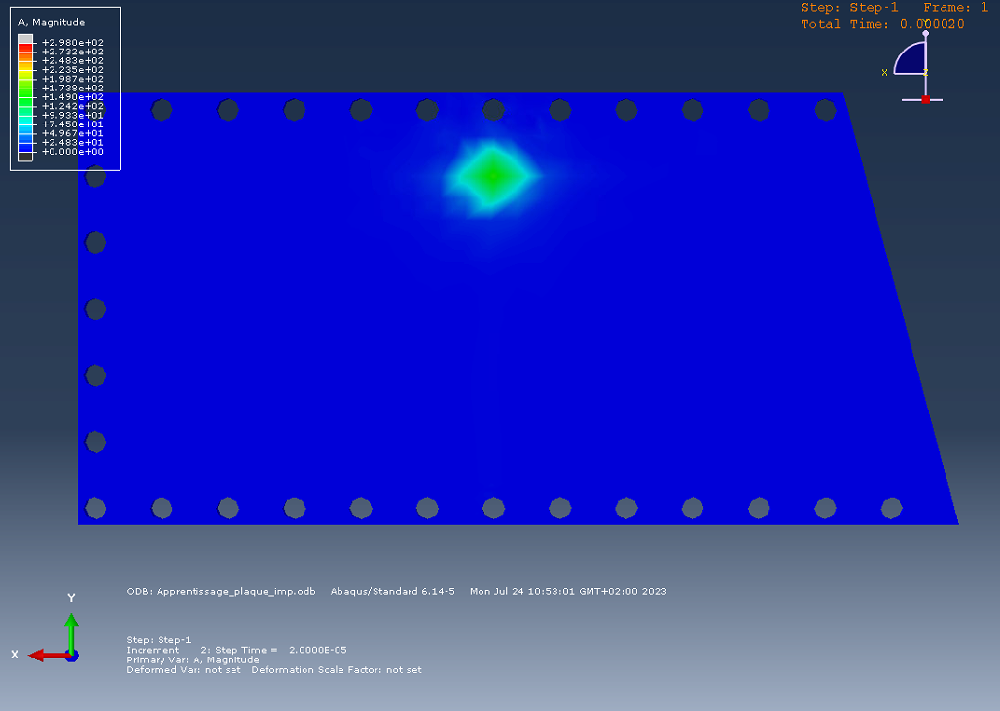 Step: Step-1 Frame: 1
Total Time: 0.000020
A, Magnitude
+2.980e+02
+2.732e+02
+2.483e+02
+2.235e+02
+1.987e+02
+1.738e+02
+1.490e+02
+1.242e+02
+9.933e+01
+7.450e+01
+4.967e+01
+2.483e+01
+0.000e+00
Y
X
Z
ODB: Apprentissage_plaque_imp.odb Abaqus/Standard 6.14-5 Mon Jul 24 10:53:01 GMT+02:00 2023
Y
X
Step: Step-1
Increment 2: Step Time = 2.0000E-05
Primary Var: A, Magnitude
Deformed Var: not set Deformation Scale Factor: not set